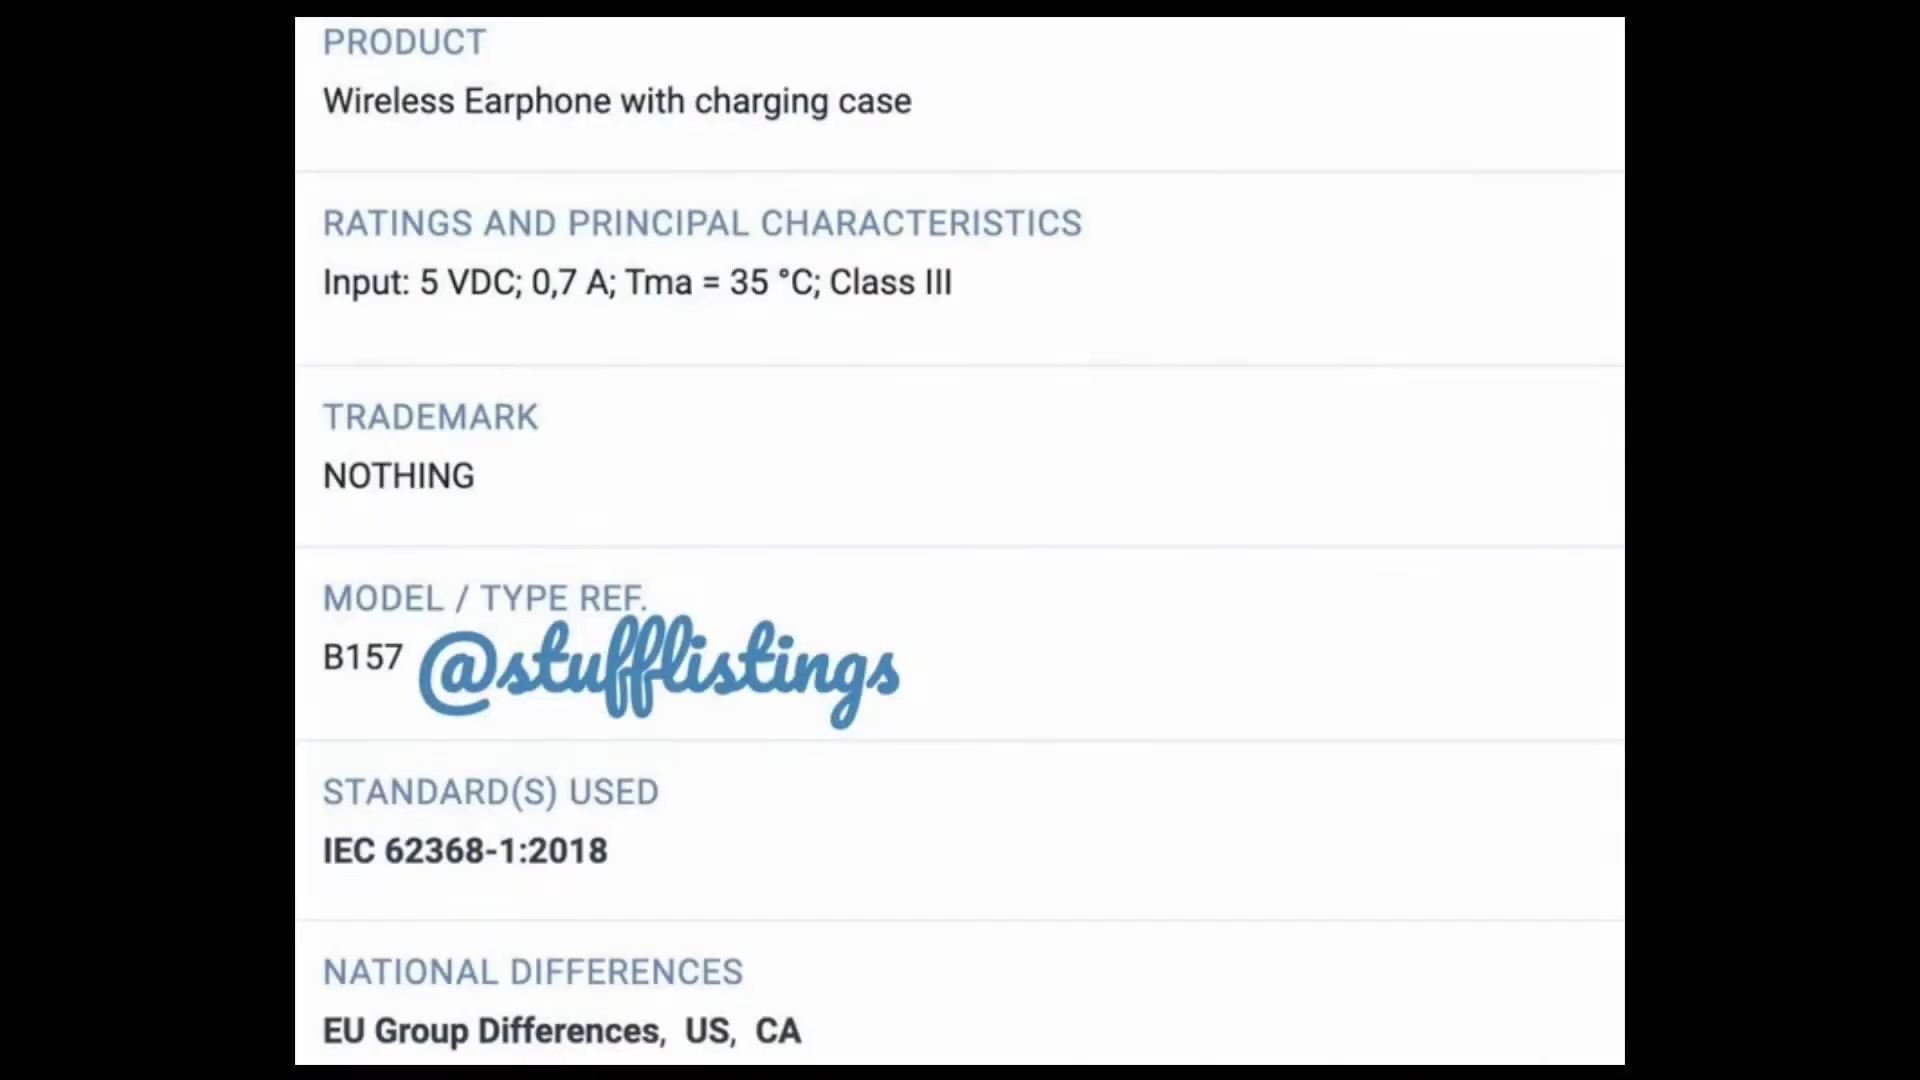 PRODUCT
Wireless Earphone with charging case
RATINGS AND PRINCIPAL CHARACTERISTICS
Input: 5 VDC; 0,7 A; Tma = 35 °C; Class III
TRADEMARK
NOTHING
MODEL / TYPE REF.
B157 @stufflistings
STANDARD(S) USED
IEC 62368-1:2018
NATIONAL DIFFERENCES
EU Group Differences, US, CA